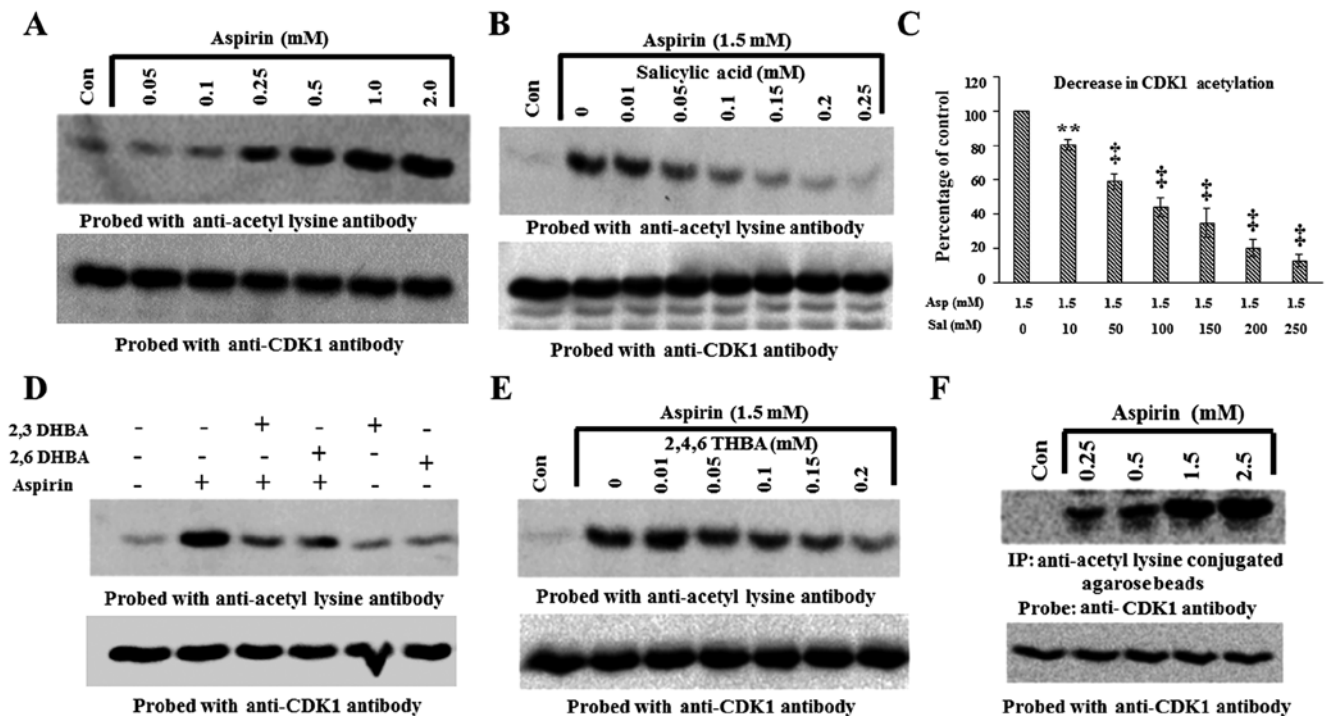 A
Aspirin (mM)
Con 0.05 0.1 0.25 0.5 1.0 2.0
Probed with anti-acetyl lysine antibody
Probed with anti-CDK1 antibody
B
Aspirin (1.5 mM)
Salicylic acid (mM)
Con 0 0.01 0.05 0.1 0.15 0.2 0.25
Probed with anti-acetyl lysine antibody
Probed with anti-CDK1 antibody
C
Decrease in CDK1 acetylation
Percentage of control
120
100
80
60
40
20
0
** ‡ ‡ ‡ ‡ ‡
Asp (mM) 1.5 1.5 1.5 1.5 1.5 1.5 1.5
Sal (mM) 0 10 50 100 150 200 250
D
2,3 DHBA - - + - + -
2,6 DHBA - - - + - +
Aspirin - + + + - -
Probed with anti-acetyl lysine antibody
Probed with anti-CDK1 antibody
E
Aspirin (1.5 mM)
2,4,6 THBA (mM)
Con 0 0.01 0.05 0.1 0.15 0.2
Probed with anti-acetyl lysine antibody
Probed with anti-CDK1 antibody
F
Aspirin (mM)
Con 0.25 0.5 1.5 2.5
IP: anti-acetyl lysine conjugated
agarose beads
Probe: anti-CDK1 antibody
Probed with anti-CDK1 antibody